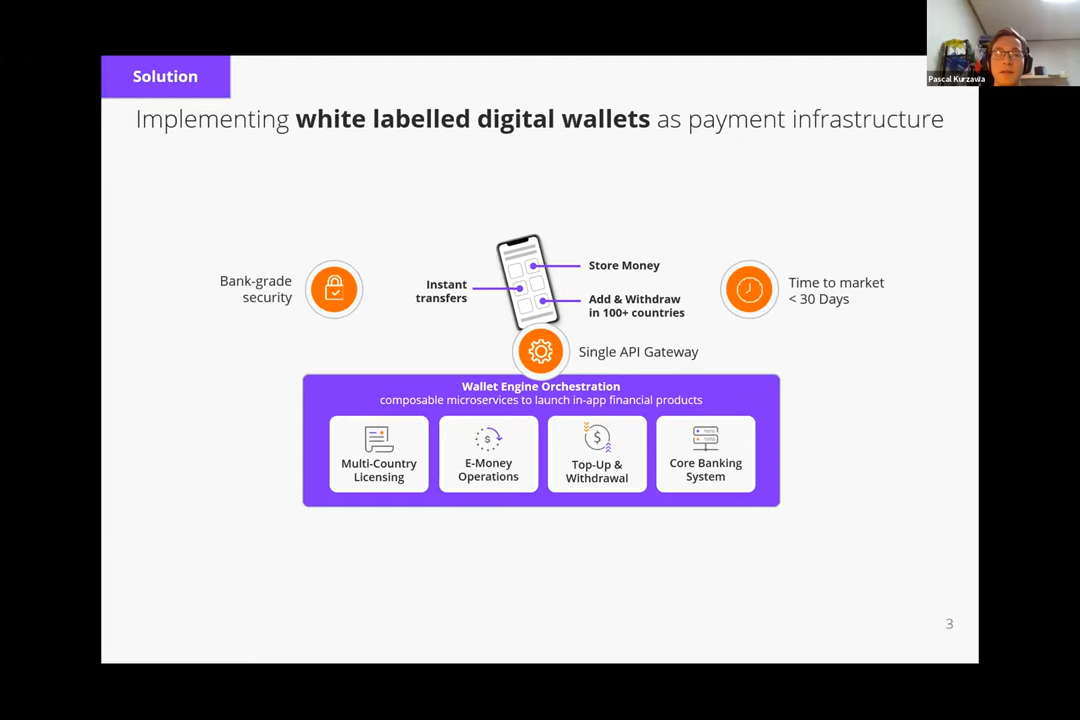 Solution
Pascal Kurzawa
Implementing white labelled digital wallets as payment infrastructure
Bank-grade
security
Instant
transfers
Store Money
Add & Withdraw
in 100+ countries
Time to market
< 30 Days
Single API Gateway
Wallet Engine Orchestration
composable microservices to launch in-app financial products
Multi-Country
Licensing
E-Money
Operations
Top-Up &
Withdrawal
Core Banking
System
3